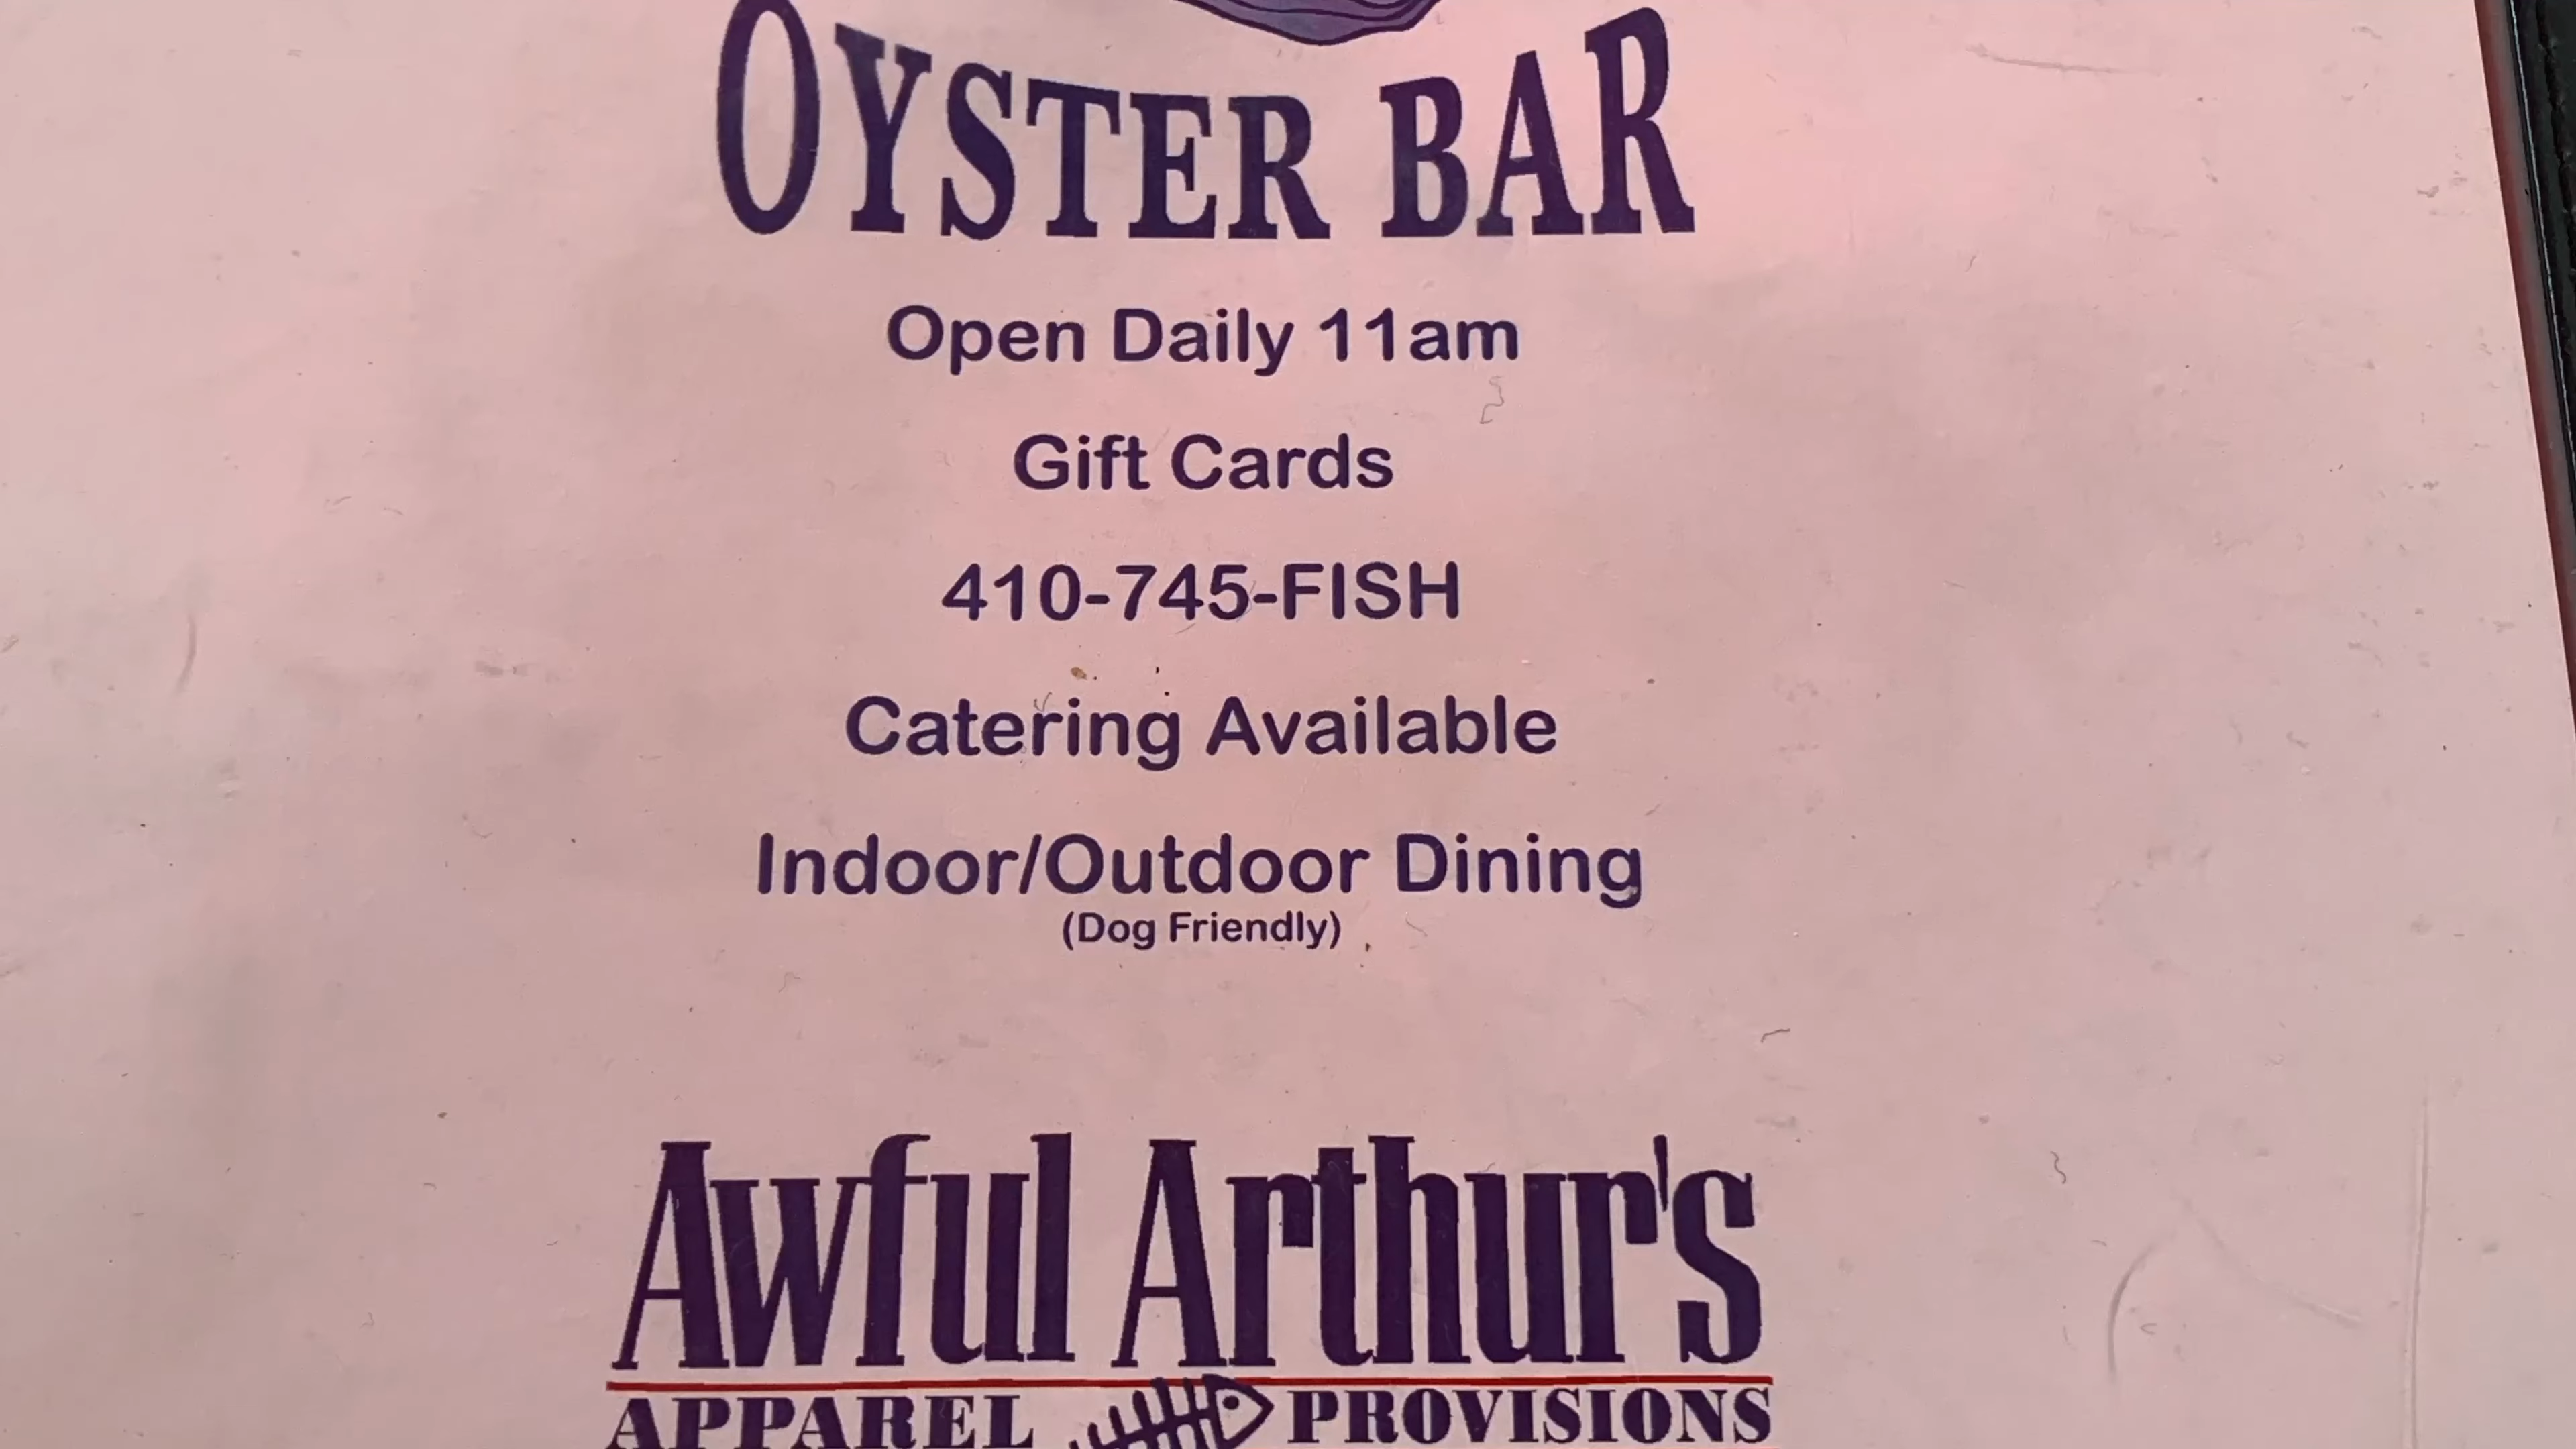 OYSTER BAR
Open Daily 11am
Gift Cards
410-745-FISH
Catering Available
Indoor/Outdoor Dining
(Dog Friendly)
Awful Arthur's
APPAREL PROVISIONS